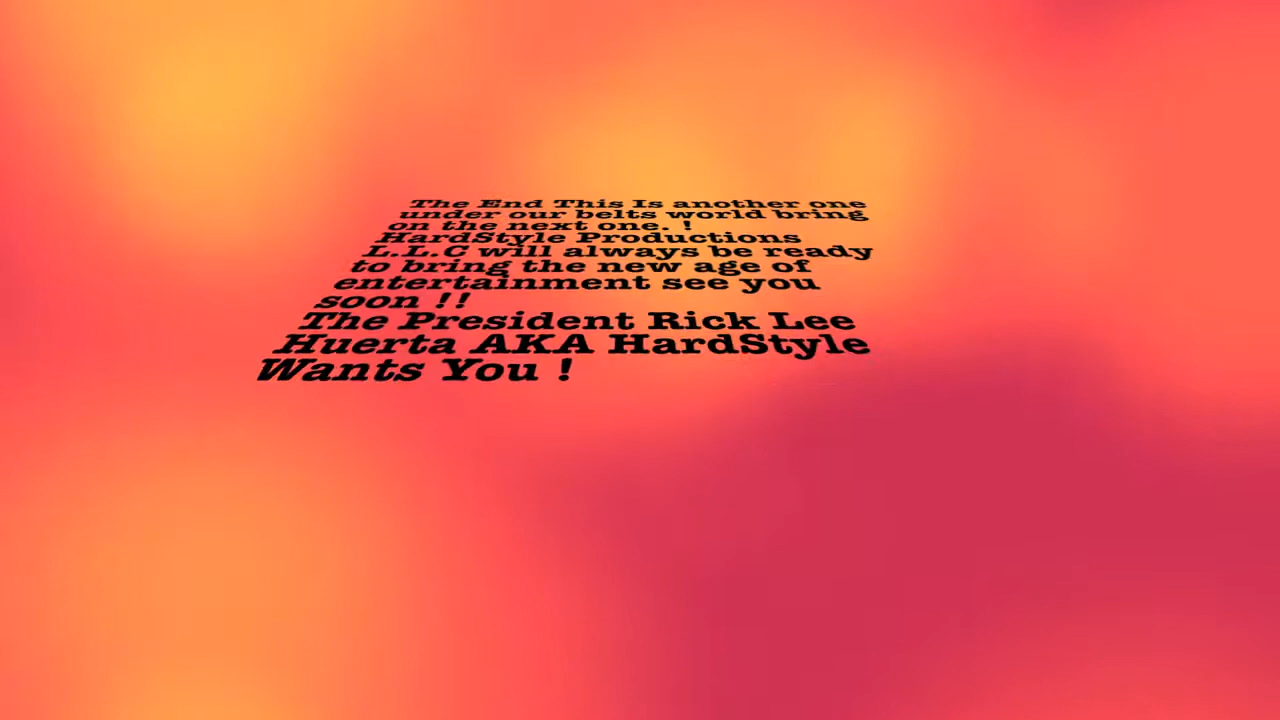 The End This Is another one
under our belts world bring
on the next one. !
HardStyle Productions
L.L.C will always be ready
to bring the new age of
entertainment see you
soon !!
The President Rick Lee
Huerta AKA HardStyle
Wants You !